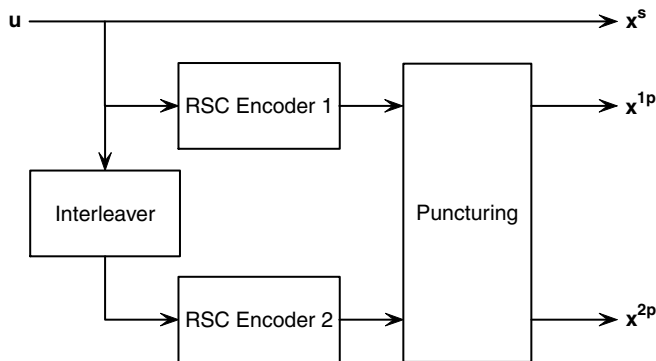 u
x^s
RSC Encoder 1
x^1p
Interleaver
Puncturing
RSC Encoder 2
x^2p